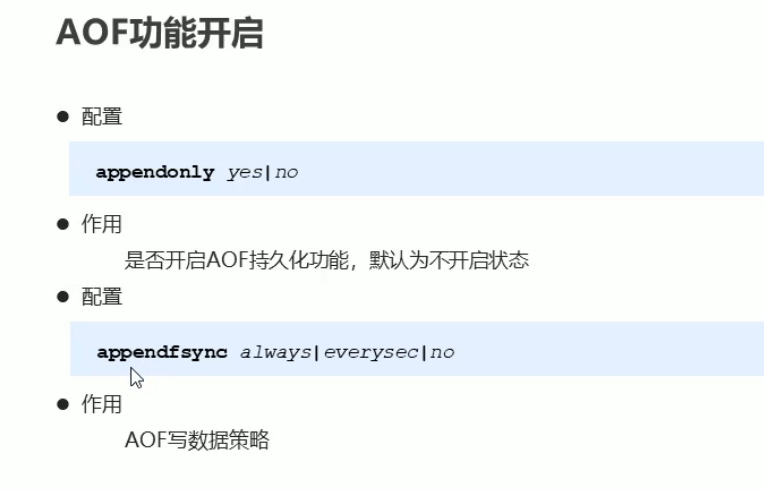 AOF功能开启
● 配置
appendonly yes|no
● 作用
是否开启AOF持久化功能，默认为不开启状态
● 配置
appendfsync always|everysec|no
● 作用
AOF写数据策略